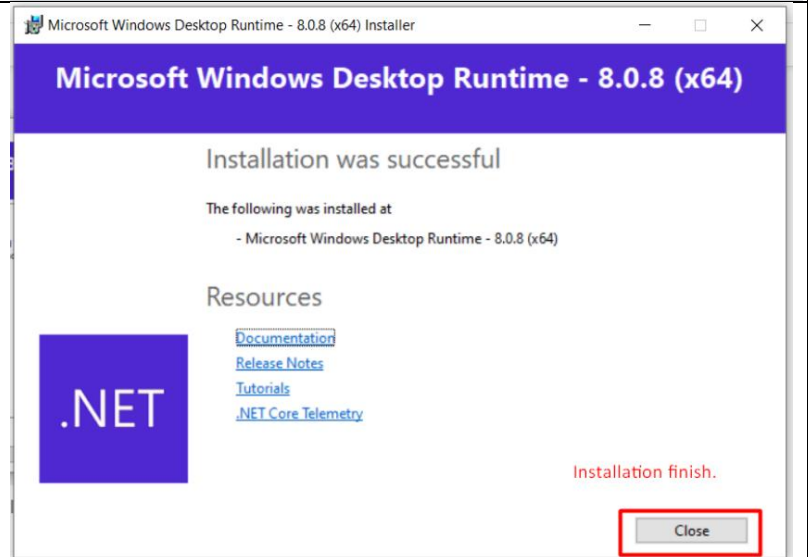 Microsoft Windows Desktop Runtime - 8.0.8 (x64) Installer
Microsoft Windows Desktop Runtime - 8.0.8 (x64)
Installation was successful
The following was installed at
- Microsoft Windows Desktop Runtime - 8.0.8 (x64)
Resources
Documentation
Release Notes
Tutorials
.NET Core Telemetry
.NET
Installation finish.
Close